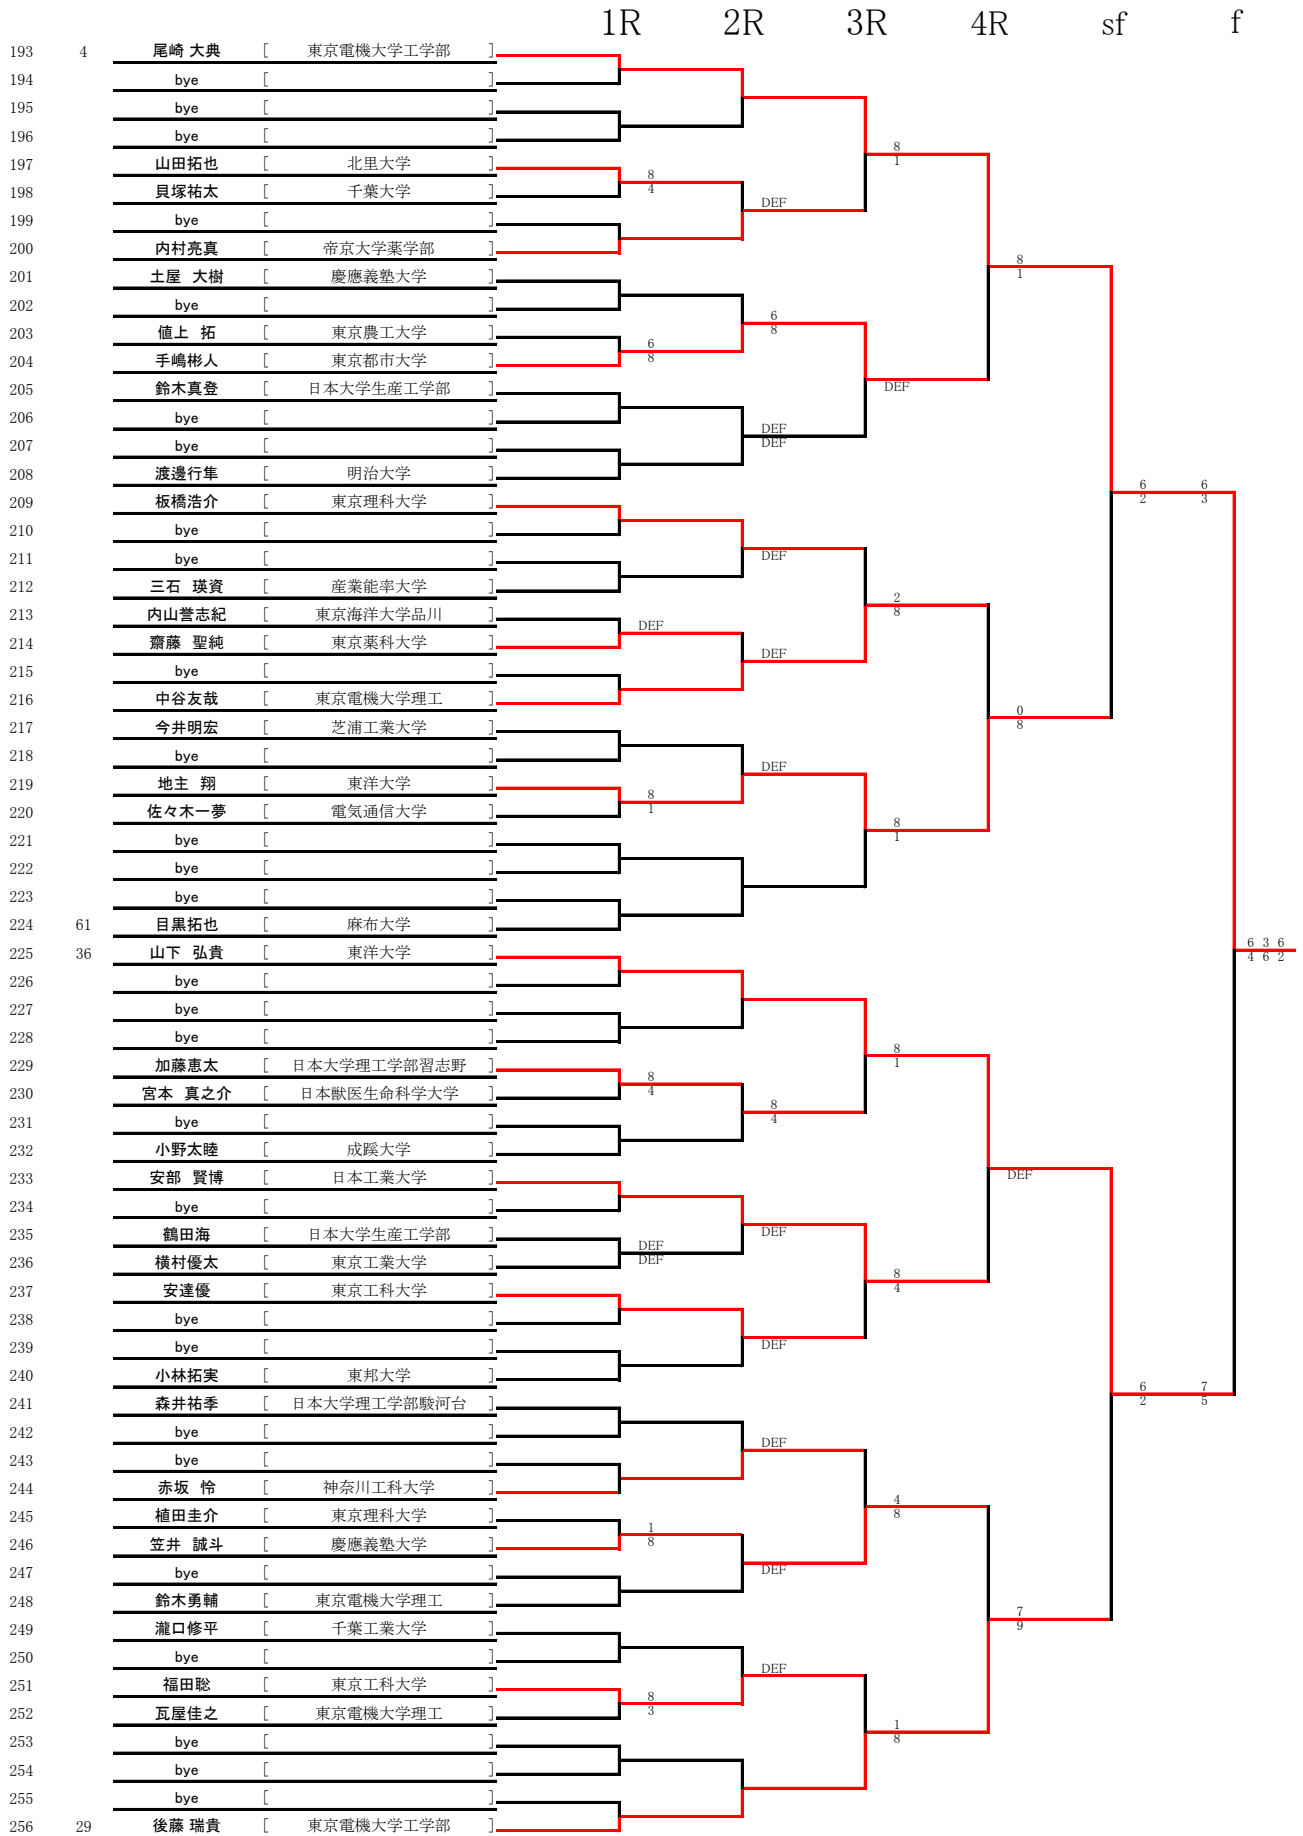 1R 2R 3R 4R sf f
193 4 尾崎 大典 [ 東京電機大学工学部 ]
194 bye [ ]
195 bye [ ]
196 bye [ ]
8
1
197 山田拓也 [ 北里大学 ]
8
4
198 貝塚祐太 [ 千葉大学 ]
DEF
199 bye [ ]
200 内村亮真 [ 帝京大学薬学部 ]
8
1
201 土屋 大樹 [ 慶應義塾大学 ]
202 bye [ ]
6
8
203 値上 拓 [ 東京農工大学 ]
6
8
204 手嶋彬人 [ 東京都市大学 ]
DEF
205 鈴木真登 [ 日本大学生産工学部 ]
206 bye [ ]
DEF
DEF
207 bye [ ]
208 渡邊行隼 [ 明治大学 ]
6 6
2 3
209 板橋浩介 [ 東京理科大学 ]
210 bye [ ]
DEF
211 bye [ ]
212 三石 瑛資 [ 産業能率大学 ]
2
8
213 内山誉志紀 [ 東京海洋大学品川 ]
DEF
214 齋藤 聖純 [ 東京薬科大学 ]
DEF
215 bye [ ]
216 中谷友哉 [ 東京電機大学理工 ]
0
8
217 今井明宏 [ 芝浦工業大学 ]
218 bye [ ]
DEF
219 地主 翔 [ 東洋大学 ]
8
1
220 佐々木一夢 [ 電気通信大学 ]
8
1
221 bye [ ]
222 bye [ ]
223 bye [ ]
224 61 目黒拓也 [ 麻布大学 ]
6 3 6
4 6 2
225 36 山下 弘貴 [ 東洋大学 ]
226 bye [ ]
227 bye [ ]
228 bye [ ]
8
1
229 加藤恵太 [ 日本大学理工学部習志野 ]
8
4
230 宮本 真之介 [ 日本獣医生命科学大学 ]
8
4
231 bye [ ]
232 小野太睦 [ 成蹊大学 ]
DEF
233 安部 賢博 [ 日本工業大学 ]
234 bye [ ]
DEF
235 鶴田海 [ 日本大学生産工学部 ]
DEF
DEF
236 横村優太 [ 東京工業大学 ]
8
4
237 安達優 [ 東京工科大学 ]
238 bye [ ]
DEF
239 bye [ ]
240 小林拓実 [ 東邦大学 ]
6 7
2 5
241 森井祐季 [ 日本大学理工学部駿河台 ]
242 bye [ ]
DEF
243 bye [ ]
244 赤坂 怜 [ 神奈川工科大学 ]
4
8
245 植田圭介 [ 東京理科大学 ]
1
8
246 笠井 誠斗 [ 慶應義塾大学 ]
DEF
247 bye [ ]
248 鈴木勇輔 [ 東京電機大学理工 ]
7
9
249 瀧口修平 [ 千葉工業大学 ]
250 bye [ ]
DEF
251 福田聡 [ 東京工科大学 ]
8
3
252 瓦屋佳之 [ 東京電機大学理工 ]
1
8
253 bye [ ]
254 bye [ ]
255 bye [ ]
256 29 後藤 瑞貴 [ 東京電機大学工学部 ]